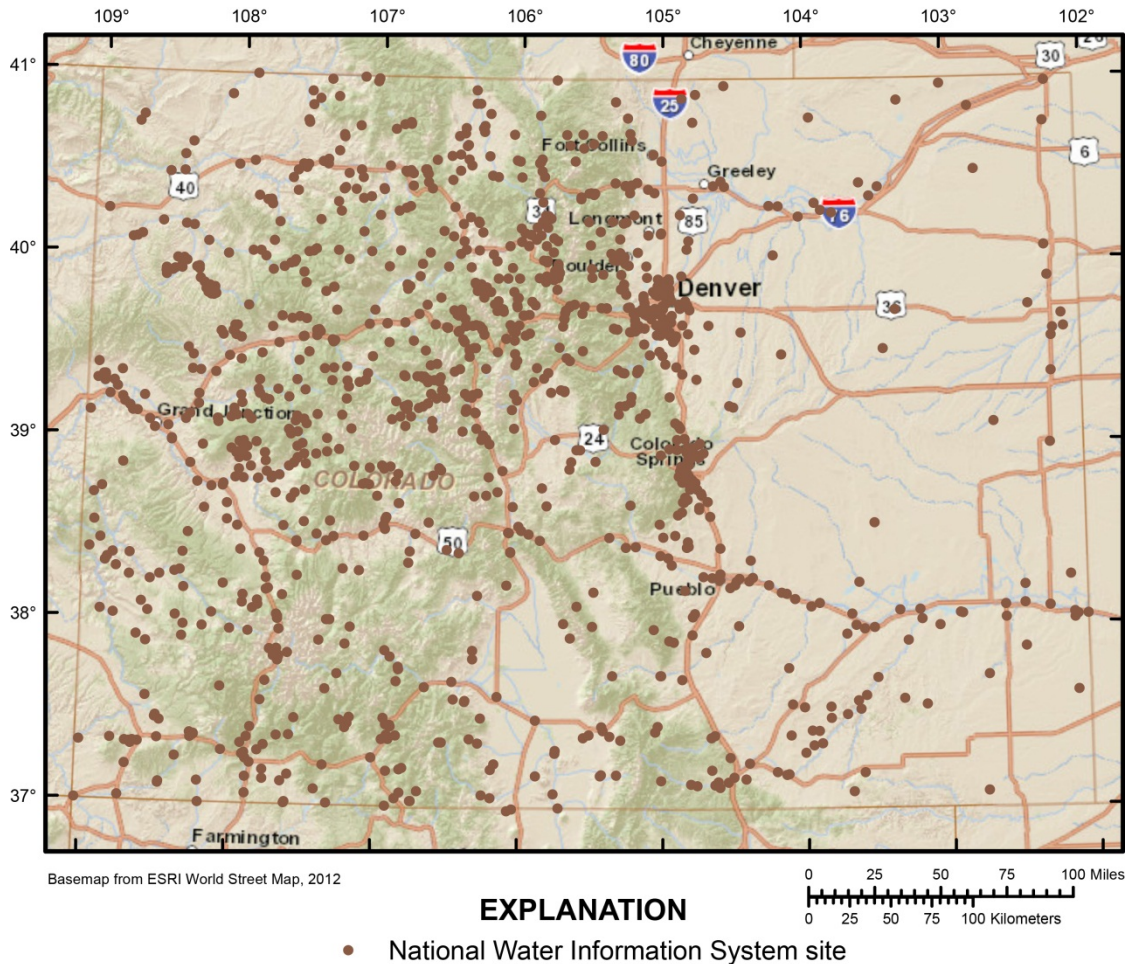 109° 108° 107° 106° 105° 104° 103° 102°
Cheyenne
41°
80
30
25
Fort Collins
6
40
Greeley
34
Longmont
85
76
40°
Boulder
Denver
36
Grand Junction
39°
24
Colorado
Springs
COLORADO
50
Pueblo
38°
37°
Farmington
Basemap from ESRI World Street Map, 2012
0 25 50 75 100 Miles
0 25 50 75 100 Kilometers
EXPLANATION
National Water Information System site